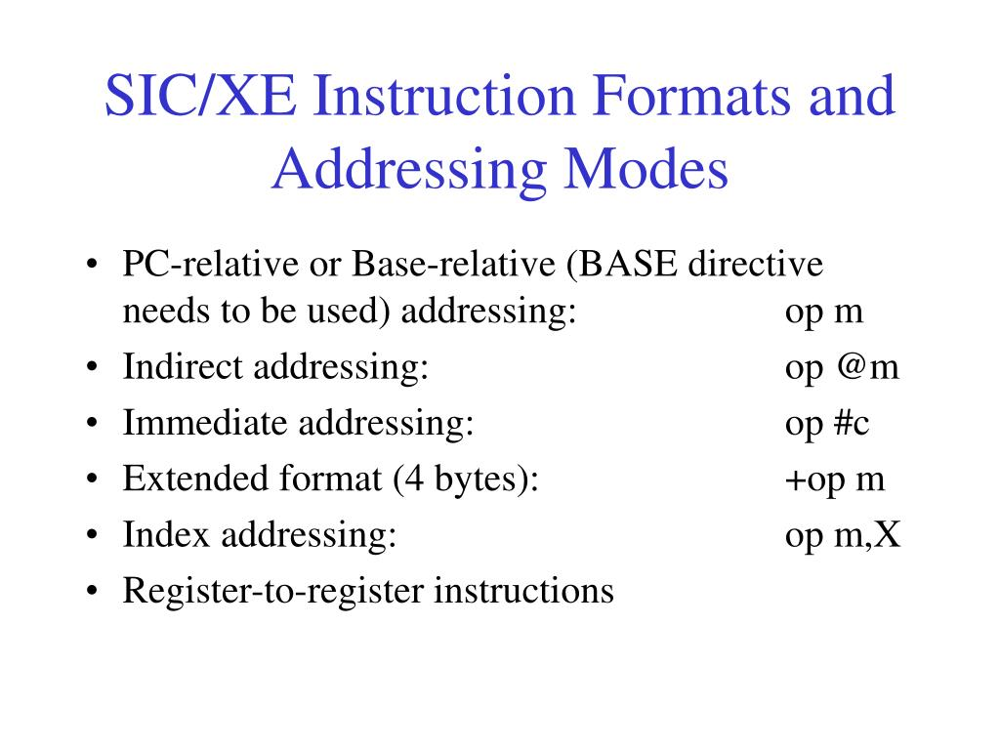 SIC/XE Instruction Formats and
Addressing Modes
• PC-relative or Base-relative (BASE directive
needs to be used) addressing: op m
• Indirect addressing: op @m
• Immediate addressing: op #c
• Extended format (4 bytes): +op m
• Index addressing: op m,X
• Register-to-register instructions